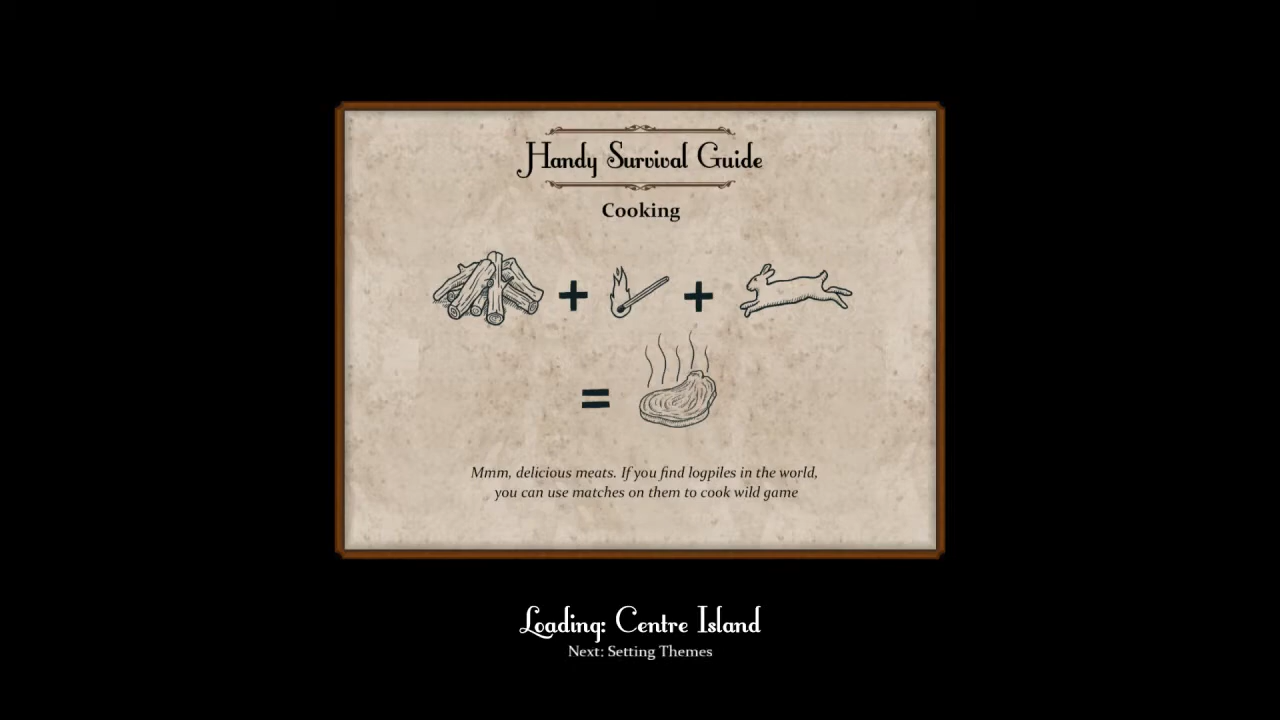 Handy Survival Guide
Cooking
+ +
=
Mmm, delicious meats. If you find logpiles in the world,
you can use matches on them to cook wild game
Loading: Centre Island
Next: Setting Themes